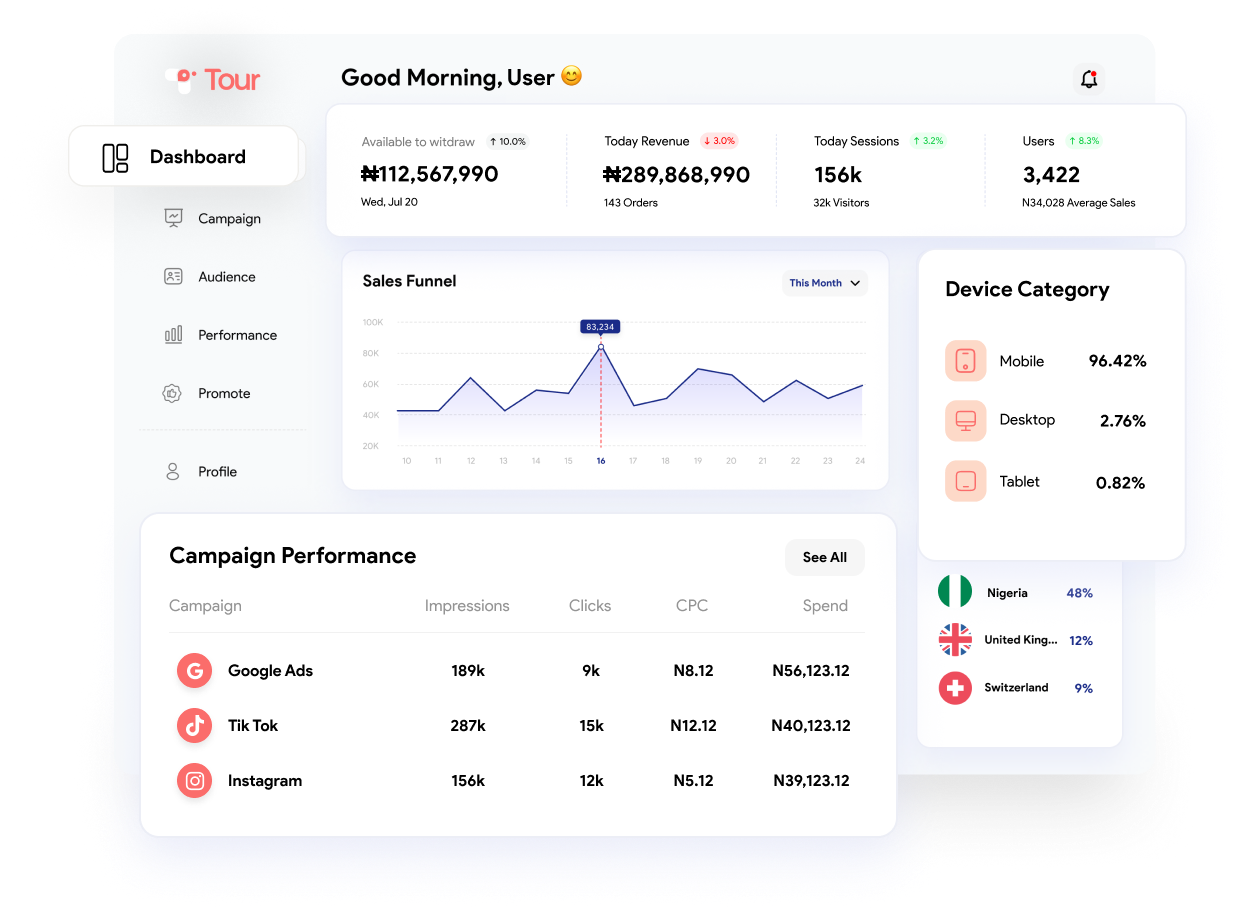 Tour
Good Morning, User 😊
Dashboard
Campaign
Audience
Performance
Promote
Profile
Available to witdraw ↑ 10.0%
₦112,567,990
Wed, Jul 20
Today Revenue ↓ 3.0%
₦289,868,990
143 Orders
Today Sessions ↑ 3.2%
156k
32k Visitors
Users ↑ 8.3%
3,422
N34,028 Average Sales
Sales Funnel
This Month
83,234
100K
80K
60K
40K
20K
10 11 12 13 14 15 16 17 18 19 20 21 22 23 24
Device Category
Mobile 96.42%
Desktop 2.76%
Tablet 0.82%
Nigeria 48%
United King... 12%
Switzerland 9%
Campaign Performance
See All
Campaign Impressions Clicks CPC Spend
Google Ads 189k 9k N8.12 N56,123.12
Tik Tok 287k 15k N12.12 N40,123.12
Instagram 156k 12k N5.12 N39,123.12